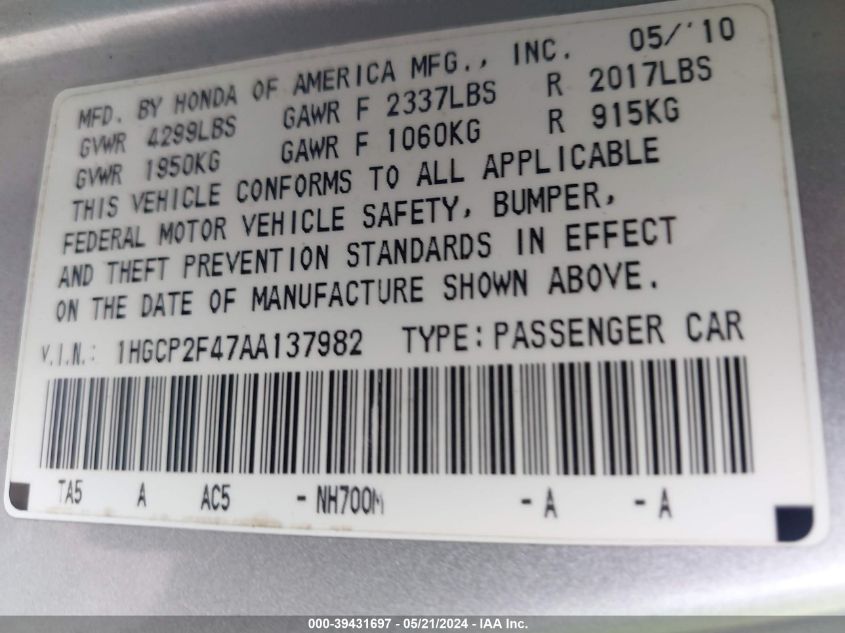 MFD. BY HONDA OF AMERICA MFG., INC. 05/'10
GVWR 4299LBS GAWR F 2337LBS R 2017LBS
GVWR 1950KG GAWR F 1060KG R 915KG
THIS VEHICLE CONFORMS TO ALL APPLICABLE
FEDERAL MOTOR VEHICLE SAFETY, BUMPER,
AND THEFT PREVENTION STANDARDS IN EFFECT
ON THE DATE OF MANUFACTURE SHOWN ABOVE.
V.I.N.: 1HGCP2F47AA137982 TYPE: PASSENGER CAR
TA5 A AC5 - NH700M - A - A
000-39431697 - 05/21/2024 - IAA Inc.